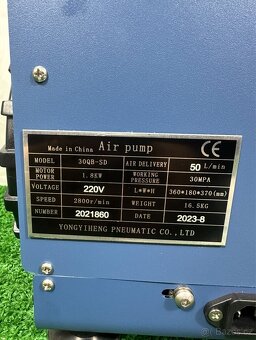 Made in China Air pump CE
MODEL 30QB-SD AIR DELIVERY 50 L/min
MOTOR POWER 1.8KW WORKING PRESSURE 30MPA
VOLTAGE 220V L*W*H 360*180*370(mm)
SPEED 2800r/min WEIGHT 16.5KG
NUMBER 2021860 DATE 2023-8
YONGYIHENG PNEUMATIC CO.,LTD